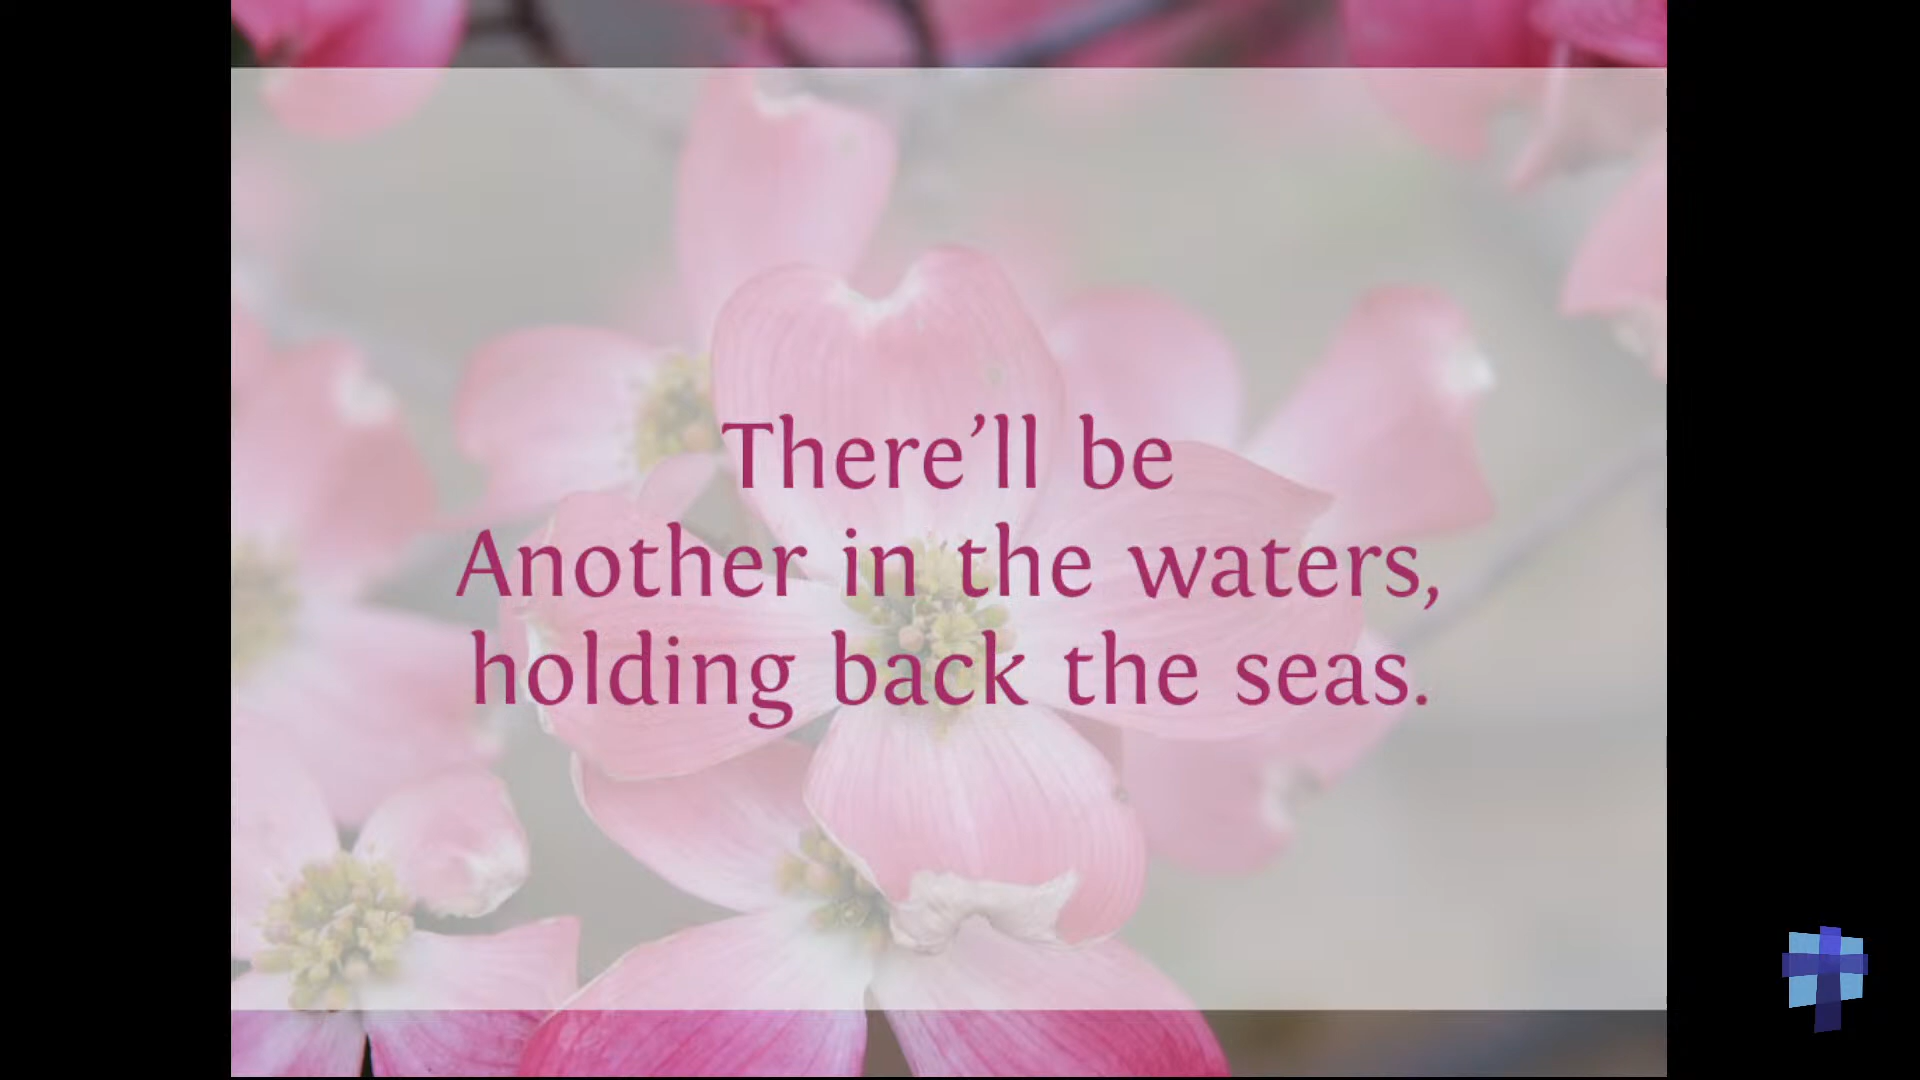 There’ll be
Another in the waters,
holding back the seas.